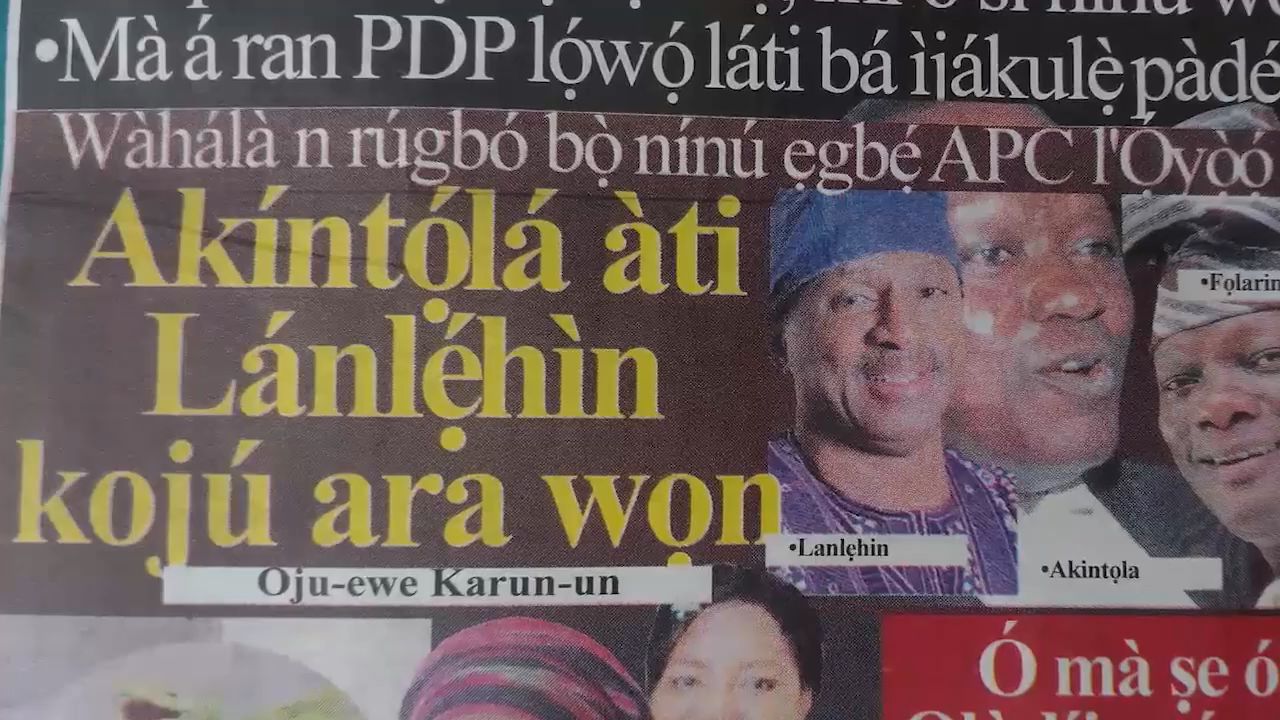 •Mà á ran PDP lọ́wọ́ láti bá ìjákulẹ̀ pàdé
Wàhálà n rúgbó bọ̀ nínú ẹgbẹ́ APC l'Ọ́yọ̀ọ́
Akíntọ́lá àti
Lánlẹ́hìn
kojú ara wọn
•Fọlarin
•Lanlẹhin
•Akintọla
Oju-ewe Karun-un
Ó mà ṣe ó